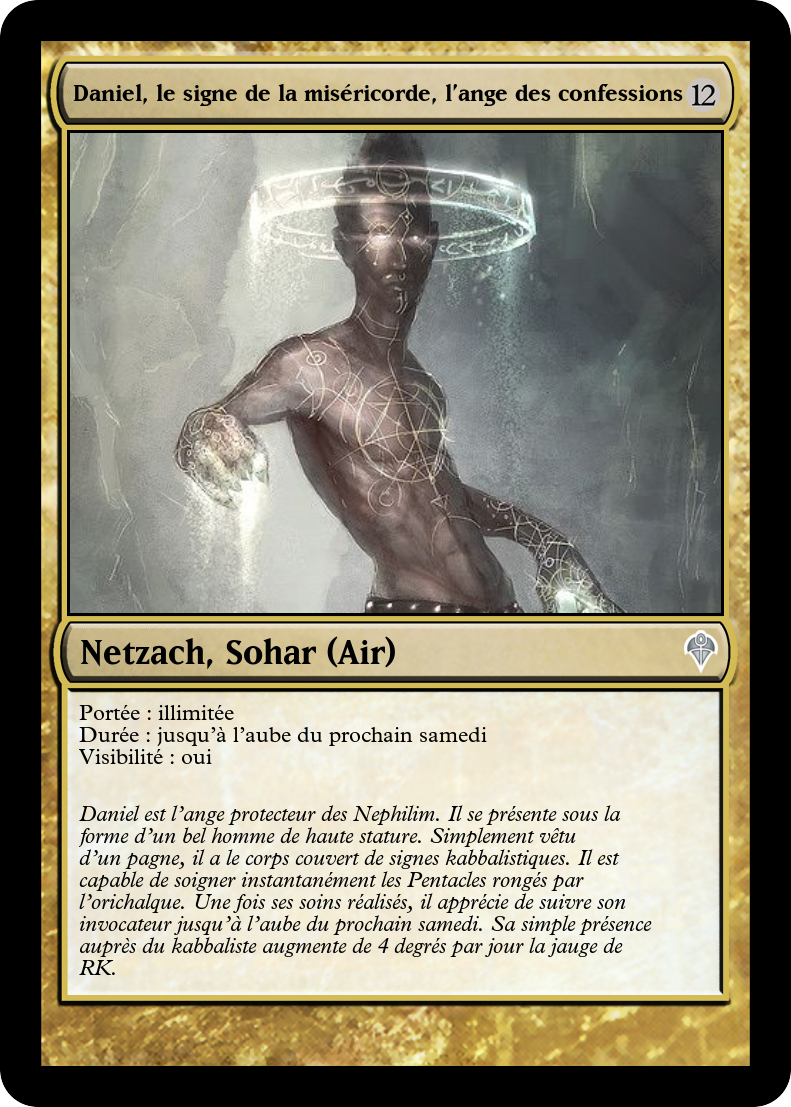 Daniel, le signe de la miséricorde, l'ange des confessions 12
Netzach, Sohar (Air)
Portée : illimitée
Durée : jusqu'à l'aube du prochain samedi
Visibilité : oui
Daniel est l'ange protecteur des Nephilim. Il se présente sous la
forme d'un bel homme de haute stature. Simplement vêtu
d'un pagne, il a le corps couvert de signes kabbalistiques. Il est
capable de soigner instantanément les Pentacles rongés par
l'orichalque. Une fois ses soins réalisés, il apprécie de suivre son
invocateur jusqu'à l'aube du prochain samedi. Sa simple présence
auprès du kabbaliste augmente de 4 degrés par jour la jauge de
RK.